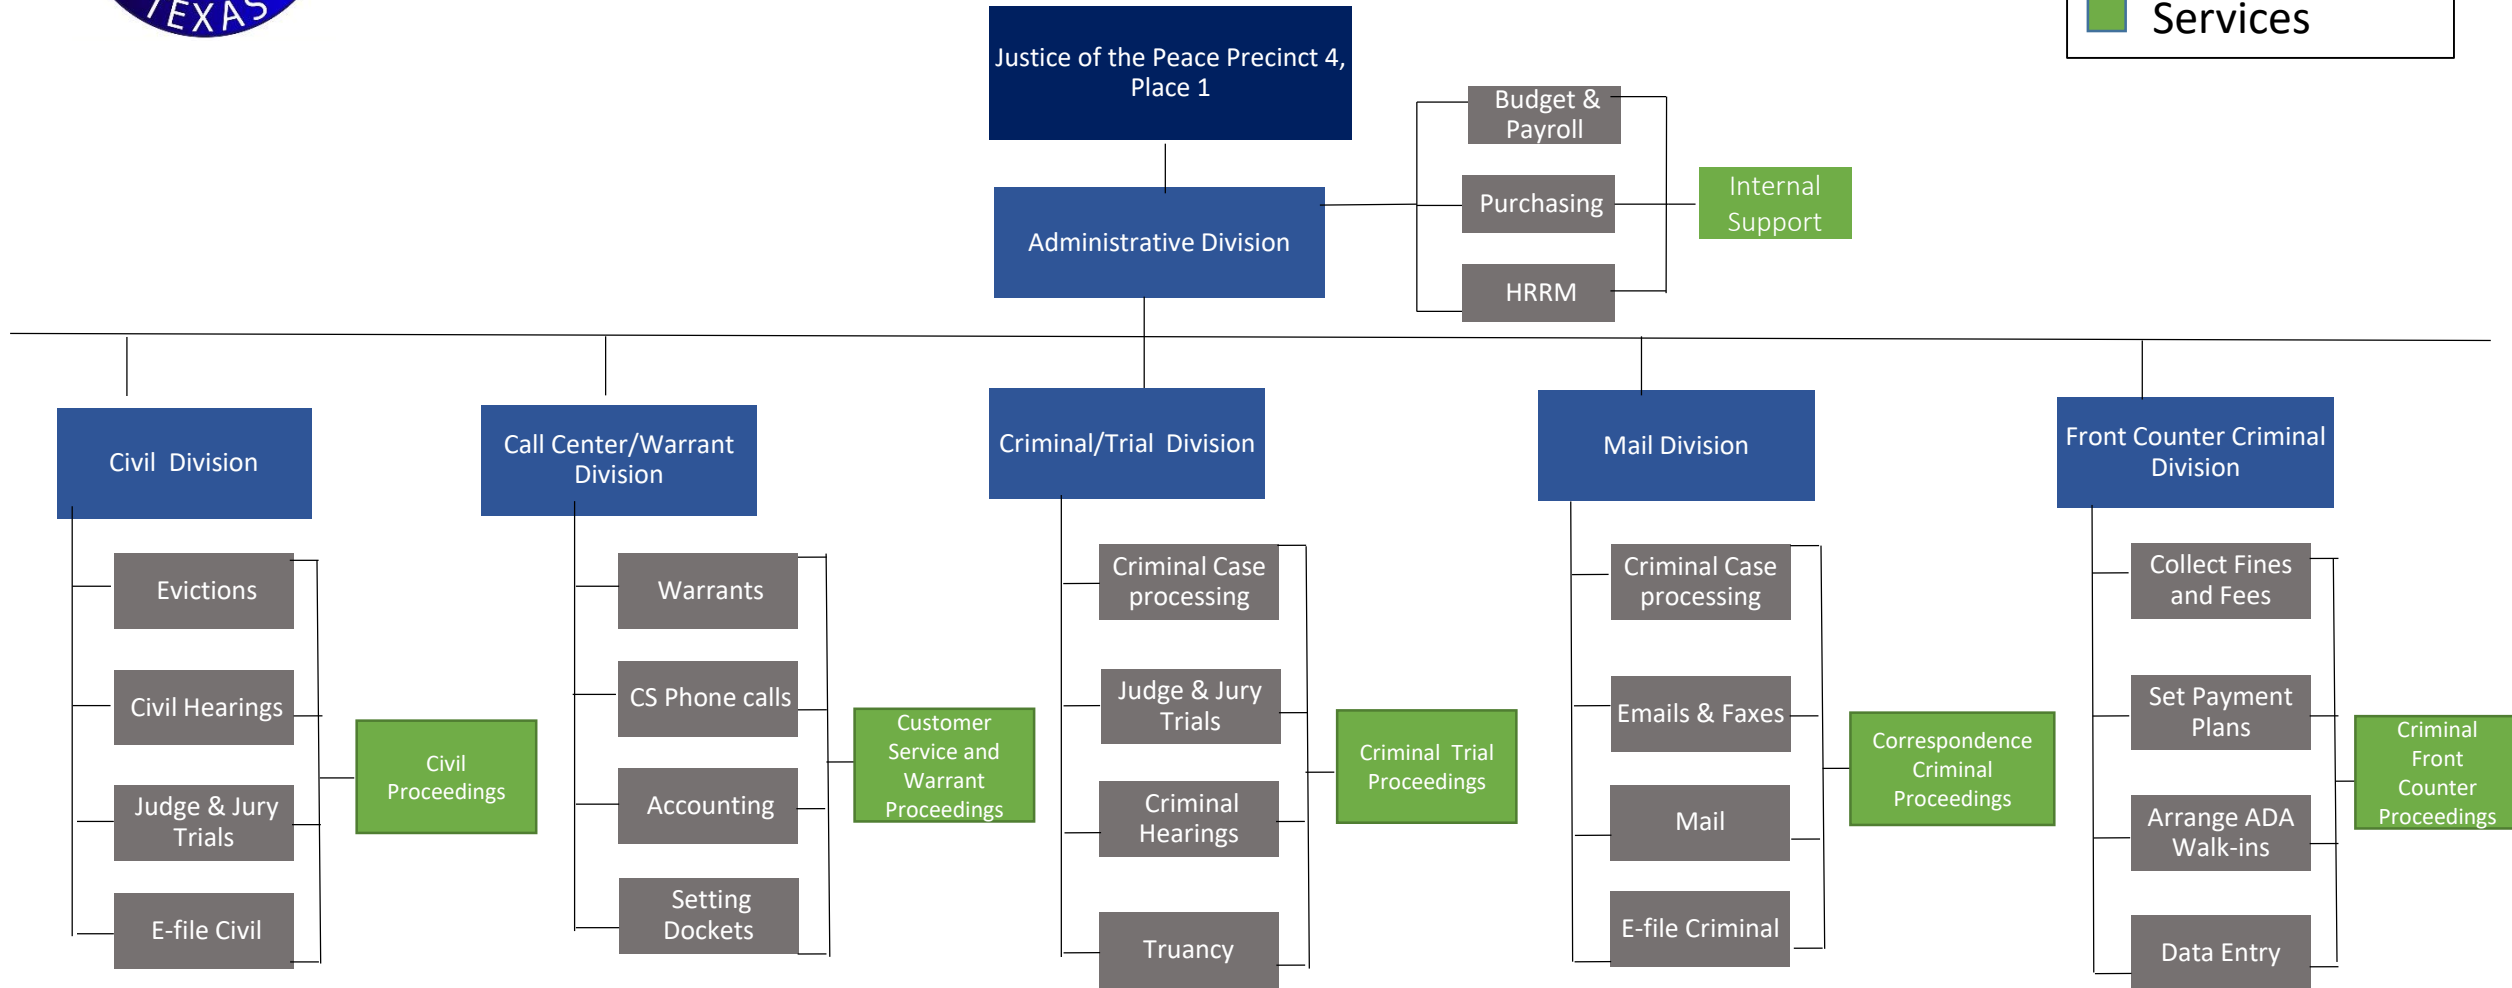 TEXAS
Services
Justice of the Peace Precinct 4,
Place 1
Budget &
Payroll
Purchasing
HRRM
Internal
Support
Administrative Division
Civil Division
Evictions
Civil Hearings
Judge & Jury
Trials
E-file Civil
Civil
Proceedings
Call Center/Warrant
Division
Warrants
CS Phone calls
Accounting
Setting
Dockets
Customer
Service and
Warrant
Proceedings
Criminal/Trial Division
Criminal Case
processing
Judge & Jury
Trials
Criminal
Hearings
Truancy
Criminal Trial
Proceedings
Mail Division
Criminal Case
processing
Emails & Faxes
Mail
E-file Criminal
Correspondence
Criminal
Proceedings
Front Counter Criminal
Division
Collect Fines
and Fees
Set Payment
Plans
Arrange ADA
Walk-ins
Data Entry
Criminal
Front
Counter
Proceedings